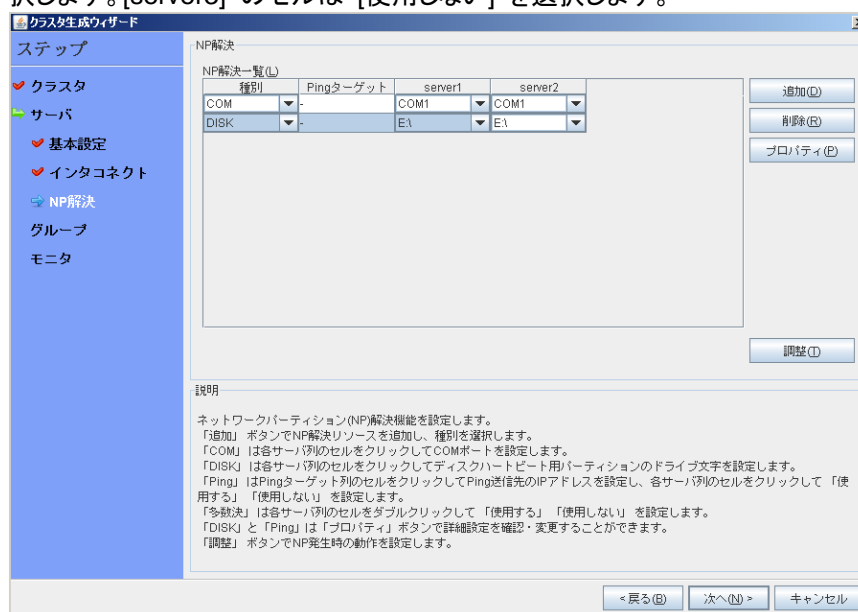 択します。[server3] のセルは [使用しない] を選択します。
クラスタ生成ウィザード
ステップ
クラスタ
サーバ
基本設定
インタコネクト
NP解決
グループ
モニタ
NP解決
NP解決一覧(L)
種別 Pingターゲット server1 server2
COM - COM1 COM1
DISK - E:\ E:\
追加(D)
削除(R)
プロパティ(P)
調整(T)
説明
ネットワークパーティション(NP)解決機能を設定します。
「追加」 ボタンでNP解決リソースを追加し、種別を選択します。
「COM」 は各サーバ列のセルをクリックしてCOMポートを設定します。
「DISK」 は各サーバ列のセルをクリックしてディスクハートビート用パーティションのドライブ文字を設定します。
「Ping」 はPingターゲット列のセルをクリックしてPing送信先のIPアドレスを設定し、各サーバ列のセルをクリックして 「使
用する」 「使用しない」 を設定します。
「多数決」 は各サーバ列のセルをダブルクリックして 「使用する」 「使用しない」 を設定します。
「DISK」 と 「Ping」 は 「プロパティ」 ボタンで詳細設定を確認・変更することができます。
「調整」 ボタンでNP発生時の動作を設定します。
<戻る(B) 次へ(N)> キャンセル